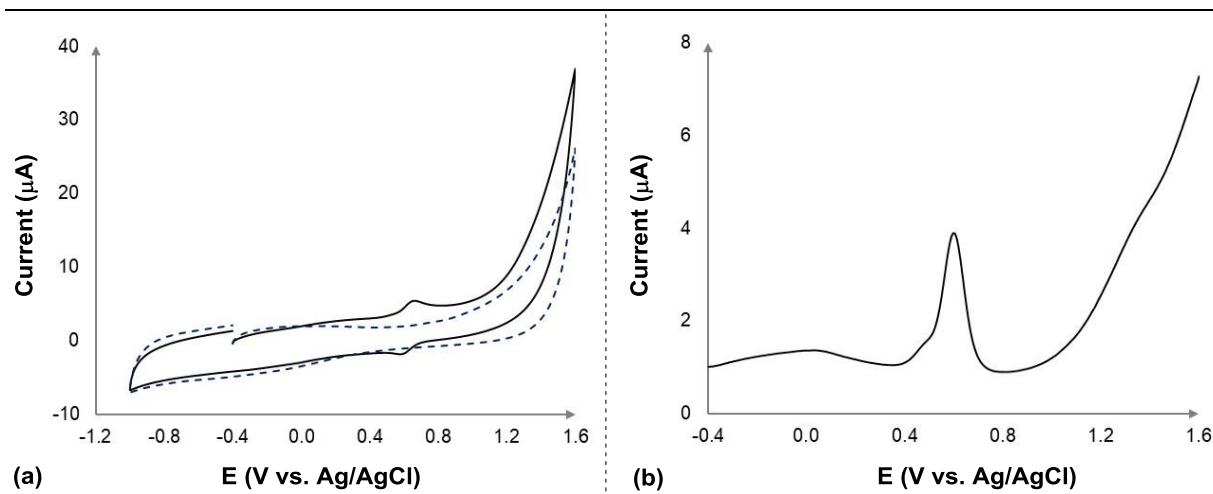 40
30
20
10
0
-10
Current (μA)
-1.2 -0.8 -0.4 0.0 0.4 0.8 1.2 1.6
(a) E (V vs. Ag/AgCl)
8
6
4
2
0
Current (μA)
-0.4 0.0 0.4 0.8 1.2 1.6
(b) E (V vs. Ag/AgCl)